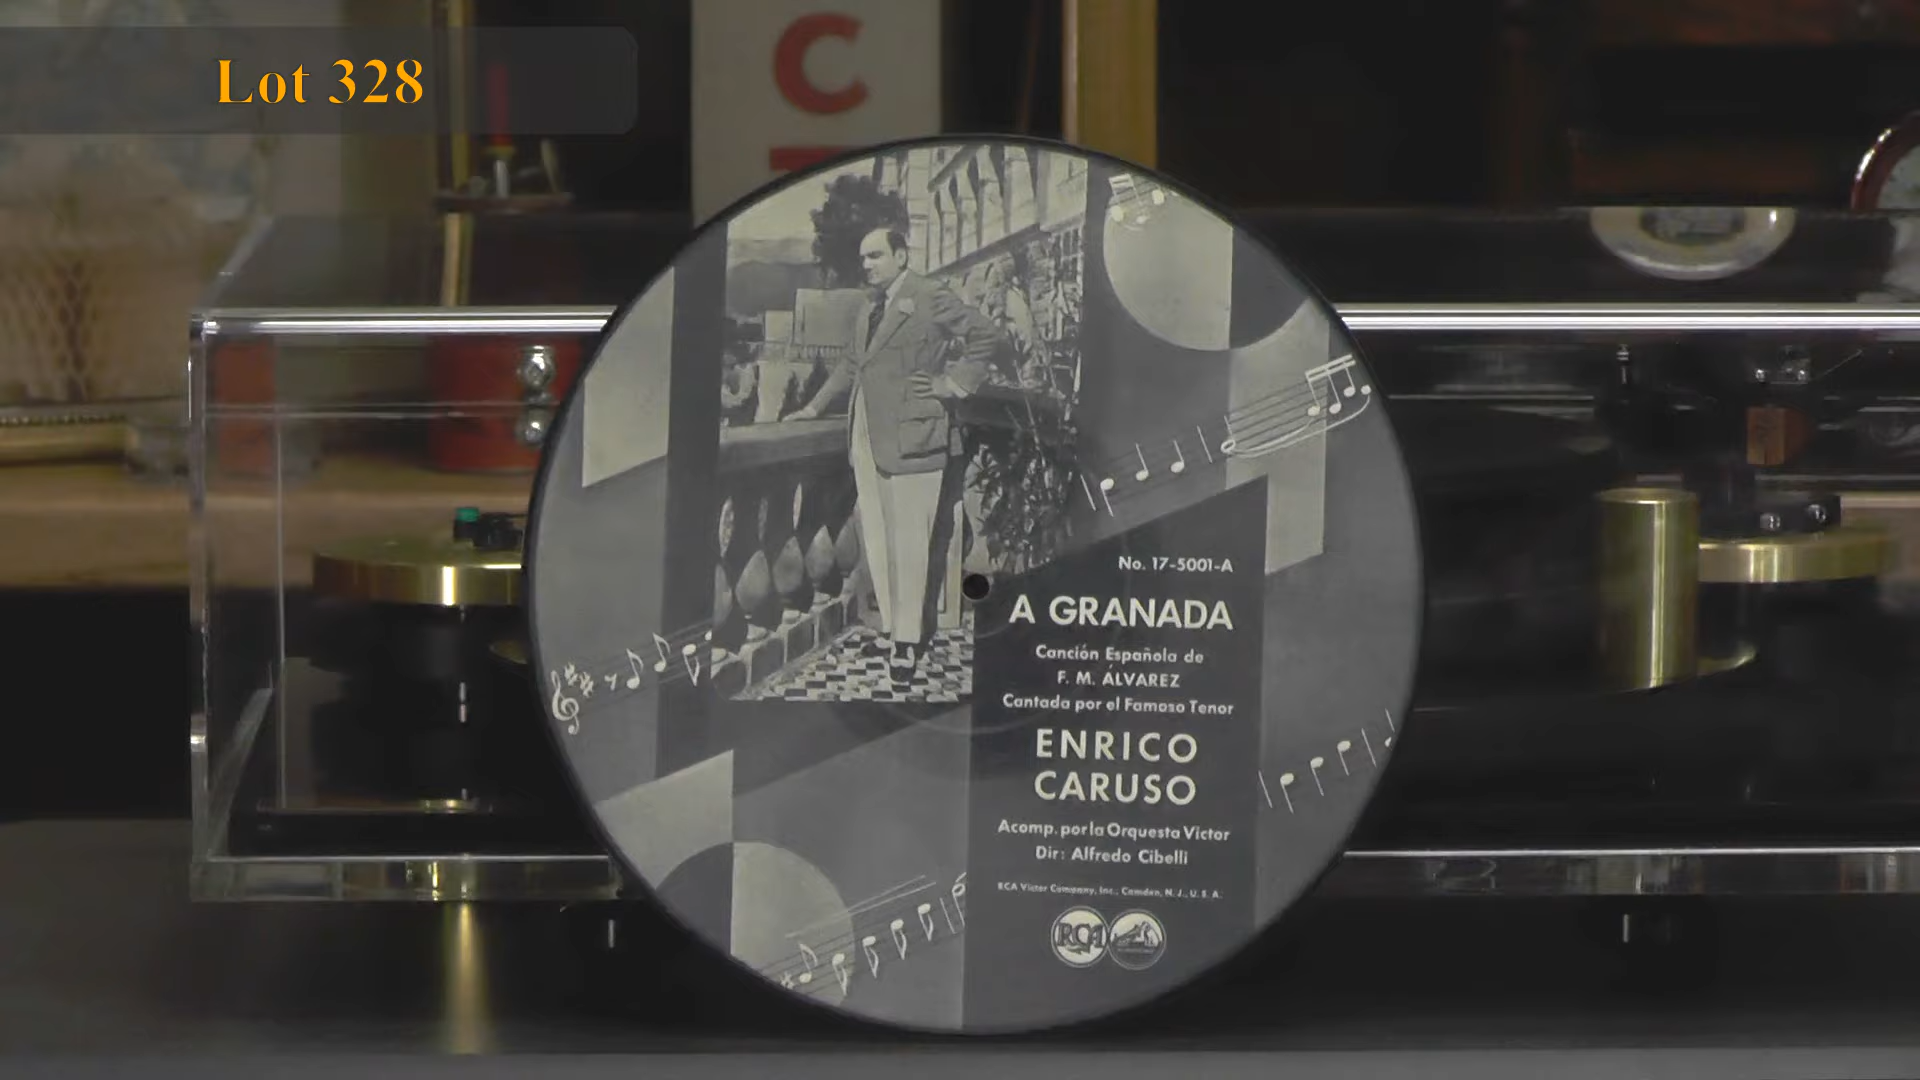 Lot 328
C
No. 17-5001-A
A GRANADA
Canción Española de
F. M. ÁLVAREZ
Cantada por el Famoso Tenor
ENRICO
CARUSO
Acomp. por la Orquesta Victor
Dir: Alfredo Cibelli
RCA Victor Company, Inc., Camden, N. J., U. S. A.
RCA